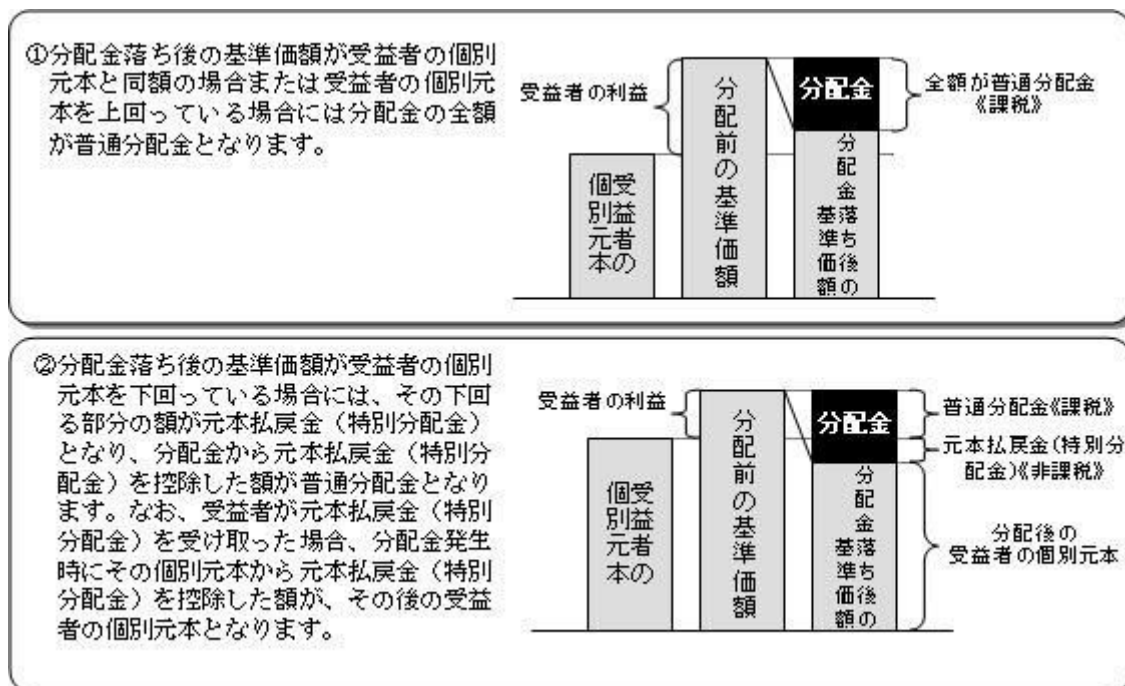 ①分配金落ち後の基準価額が受益者の個別
元本と同額の場合または受益者の個別元
本を上回っている場合には分配金の全額
が普通分配金となります。
受益者の利益
受益者の
個別元本
分配前の基準価額
分配金
分配金落ち後の
基準価額
全額が普通分配金
《課税》
②分配金落ち後の基準価額が受益者の個別
元本を下回っている場合には、その下回
る部分の額が元本払戻金（特別分配金）
となり、分配金から元本払戻金（特別分
配金）を控除した額が普通分配金となり
ます。なお、受益者が元本払戻金（特別
分配金）を受け取った場合、分配金発生
時にその個別元本から元本払戻金（特別
分配金）を控除した額が、その後の受益
者の個別元本となります。
受益者の利益
受益者の
個別元本
分配前の基準価額
分配金
分配金落ち後の
基準価額
普通分配金《課税》
元本払戻金(特別分
配金)《非課税》
分配後の
受益者の個別元本